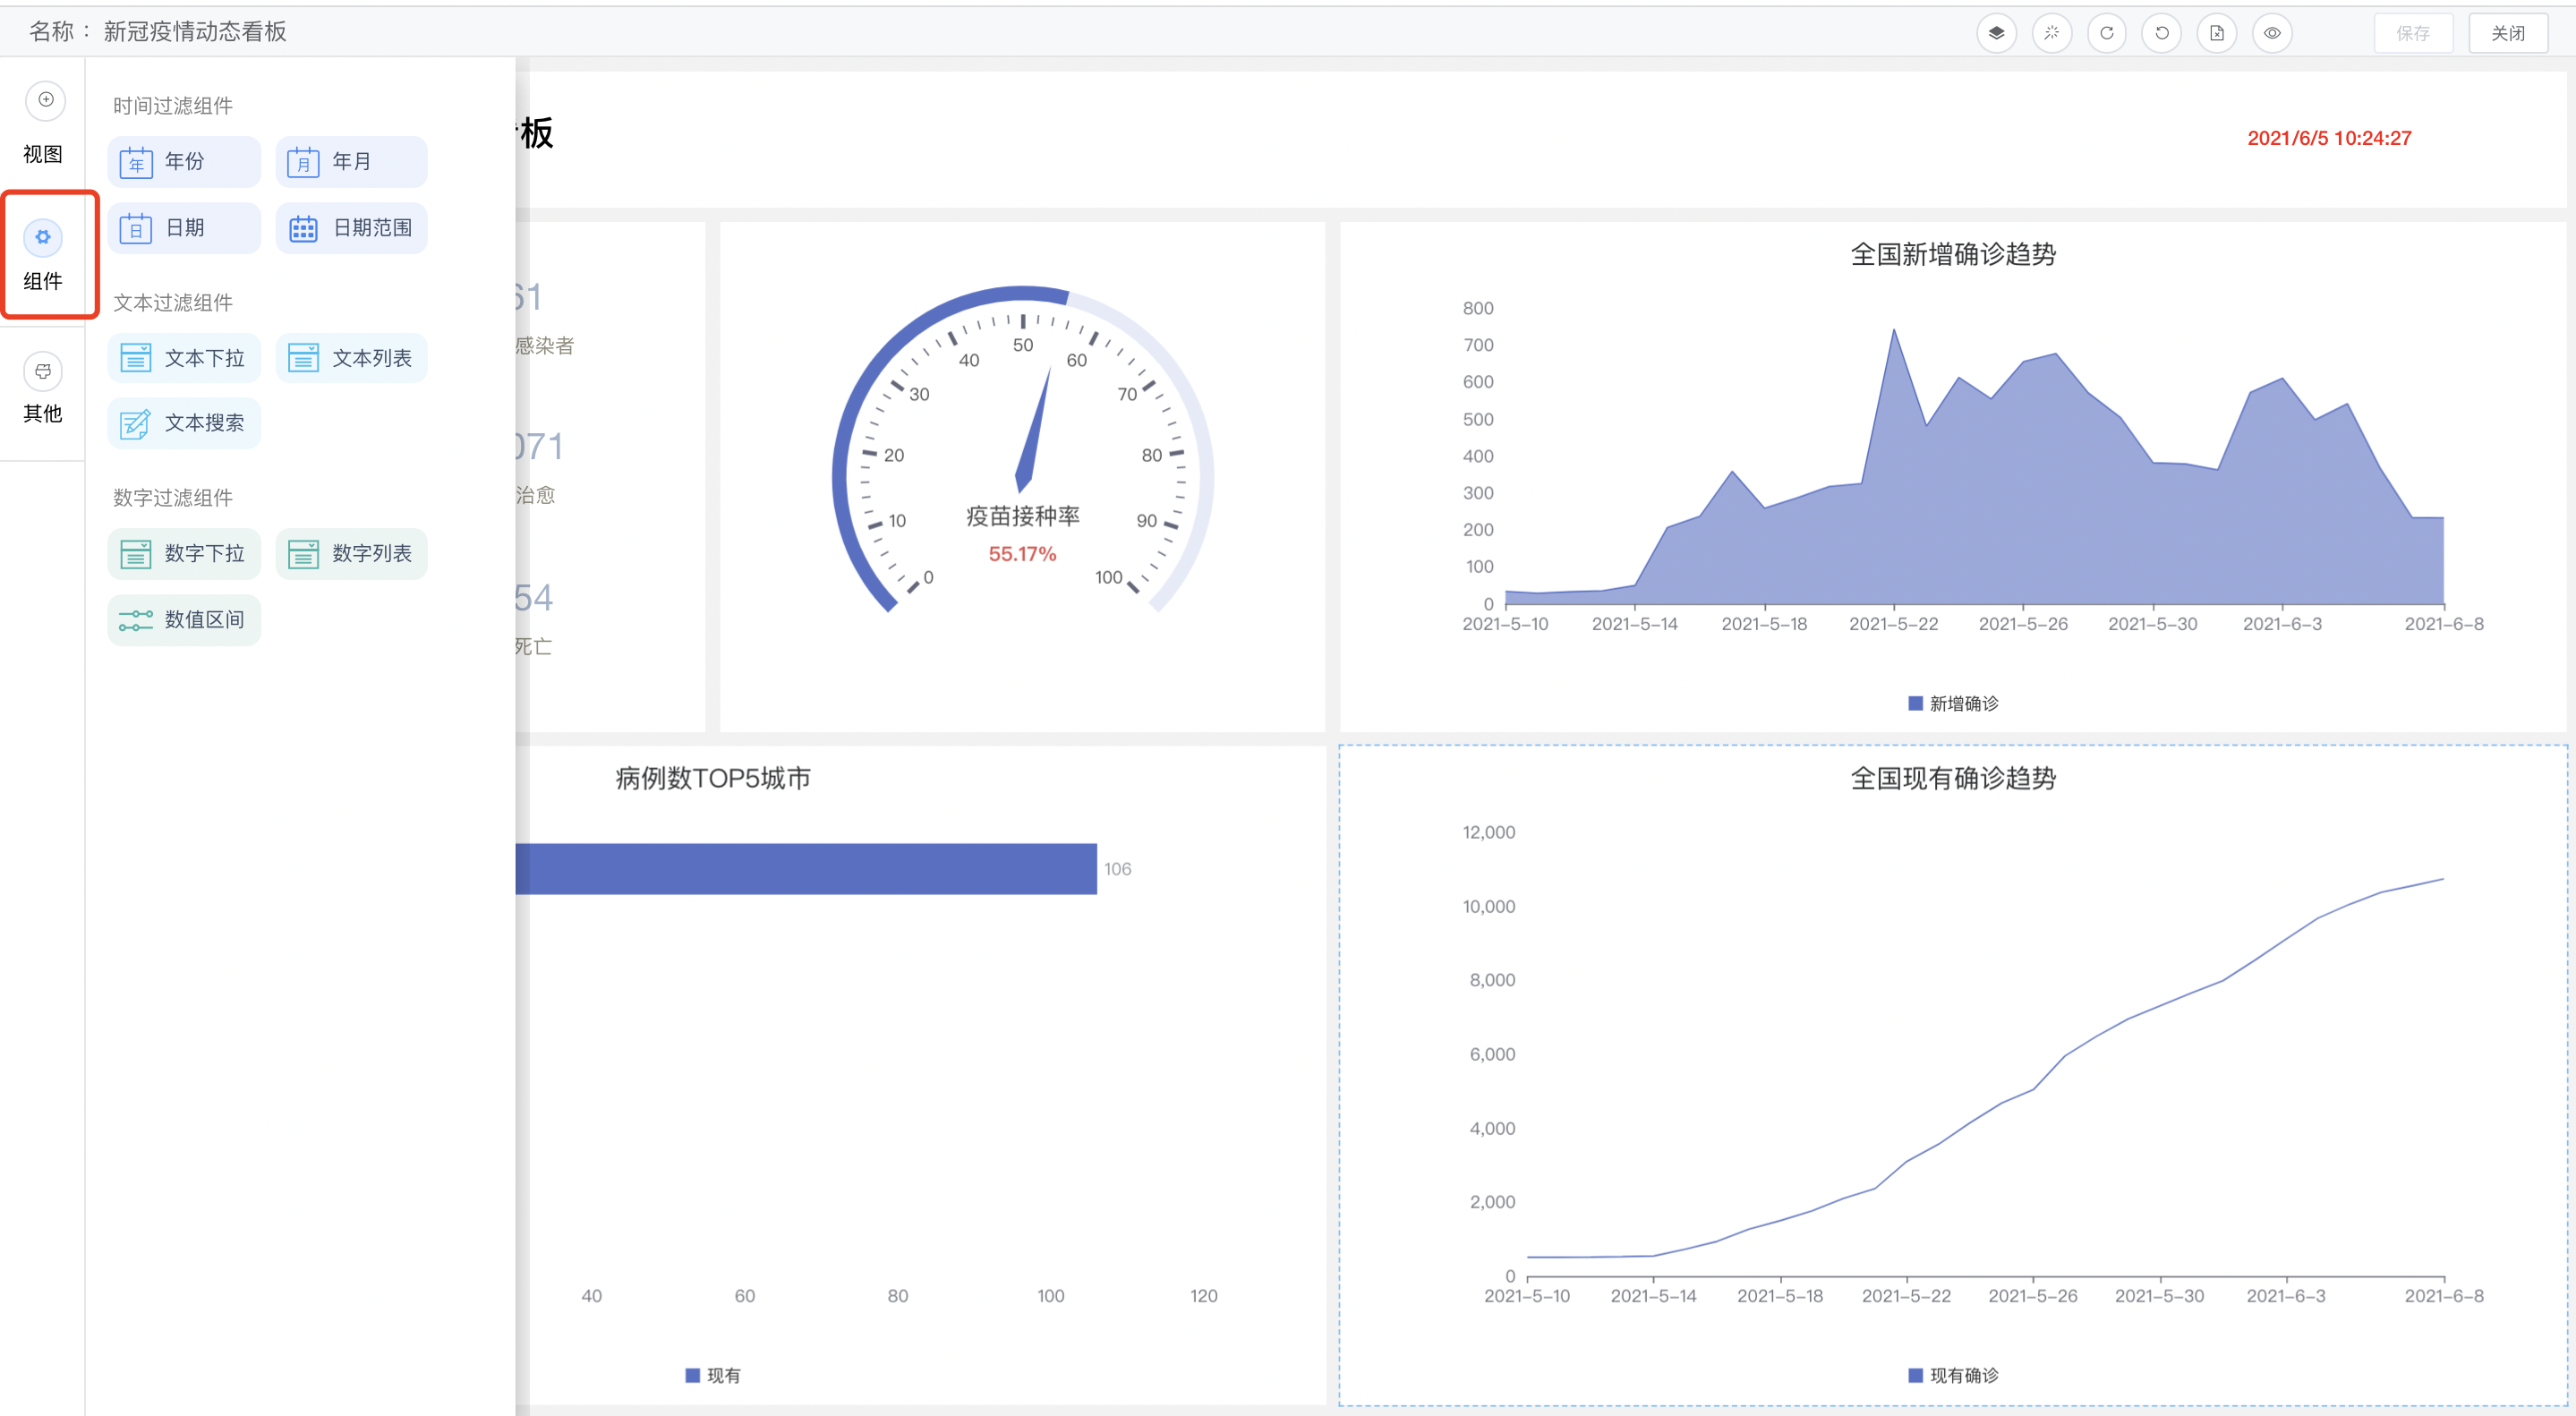 名称： 新冠疫情动态看板
保存
关闭
视图
组件
其他
时间过滤组件
年 年份
月 年月
日 日期
日期范围
文本过滤组件
文本下拉
文本列表
文本搜索
数字过滤组件
数字下拉
数字列表
数值区间
板
2021/6/5 10:24:27
61
感染者
071
治愈
54
死亡
0
10
20
30
40
50
60
70
80
90
100
疫苗接种率
55.17%
全国新增确诊趋势
800
700
600
500
400
300
200
100
0
2021-5-10
2021-5-14
2021-5-18
2021-5-22
2021-5-26
2021-5-30
2021-6-3
2021-6-8
新增确诊
病例数TOP5城市
106
40
60
80
100
120
现有
全国现有确诊趋势
12,000
10,000
8,000
6,000
4,000
2,000
0
2021-5-10
2021-5-14
2021-5-18
2021-5-22
2021-5-26
2021-5-30
2021-6-3
2021-6-8
现有确诊